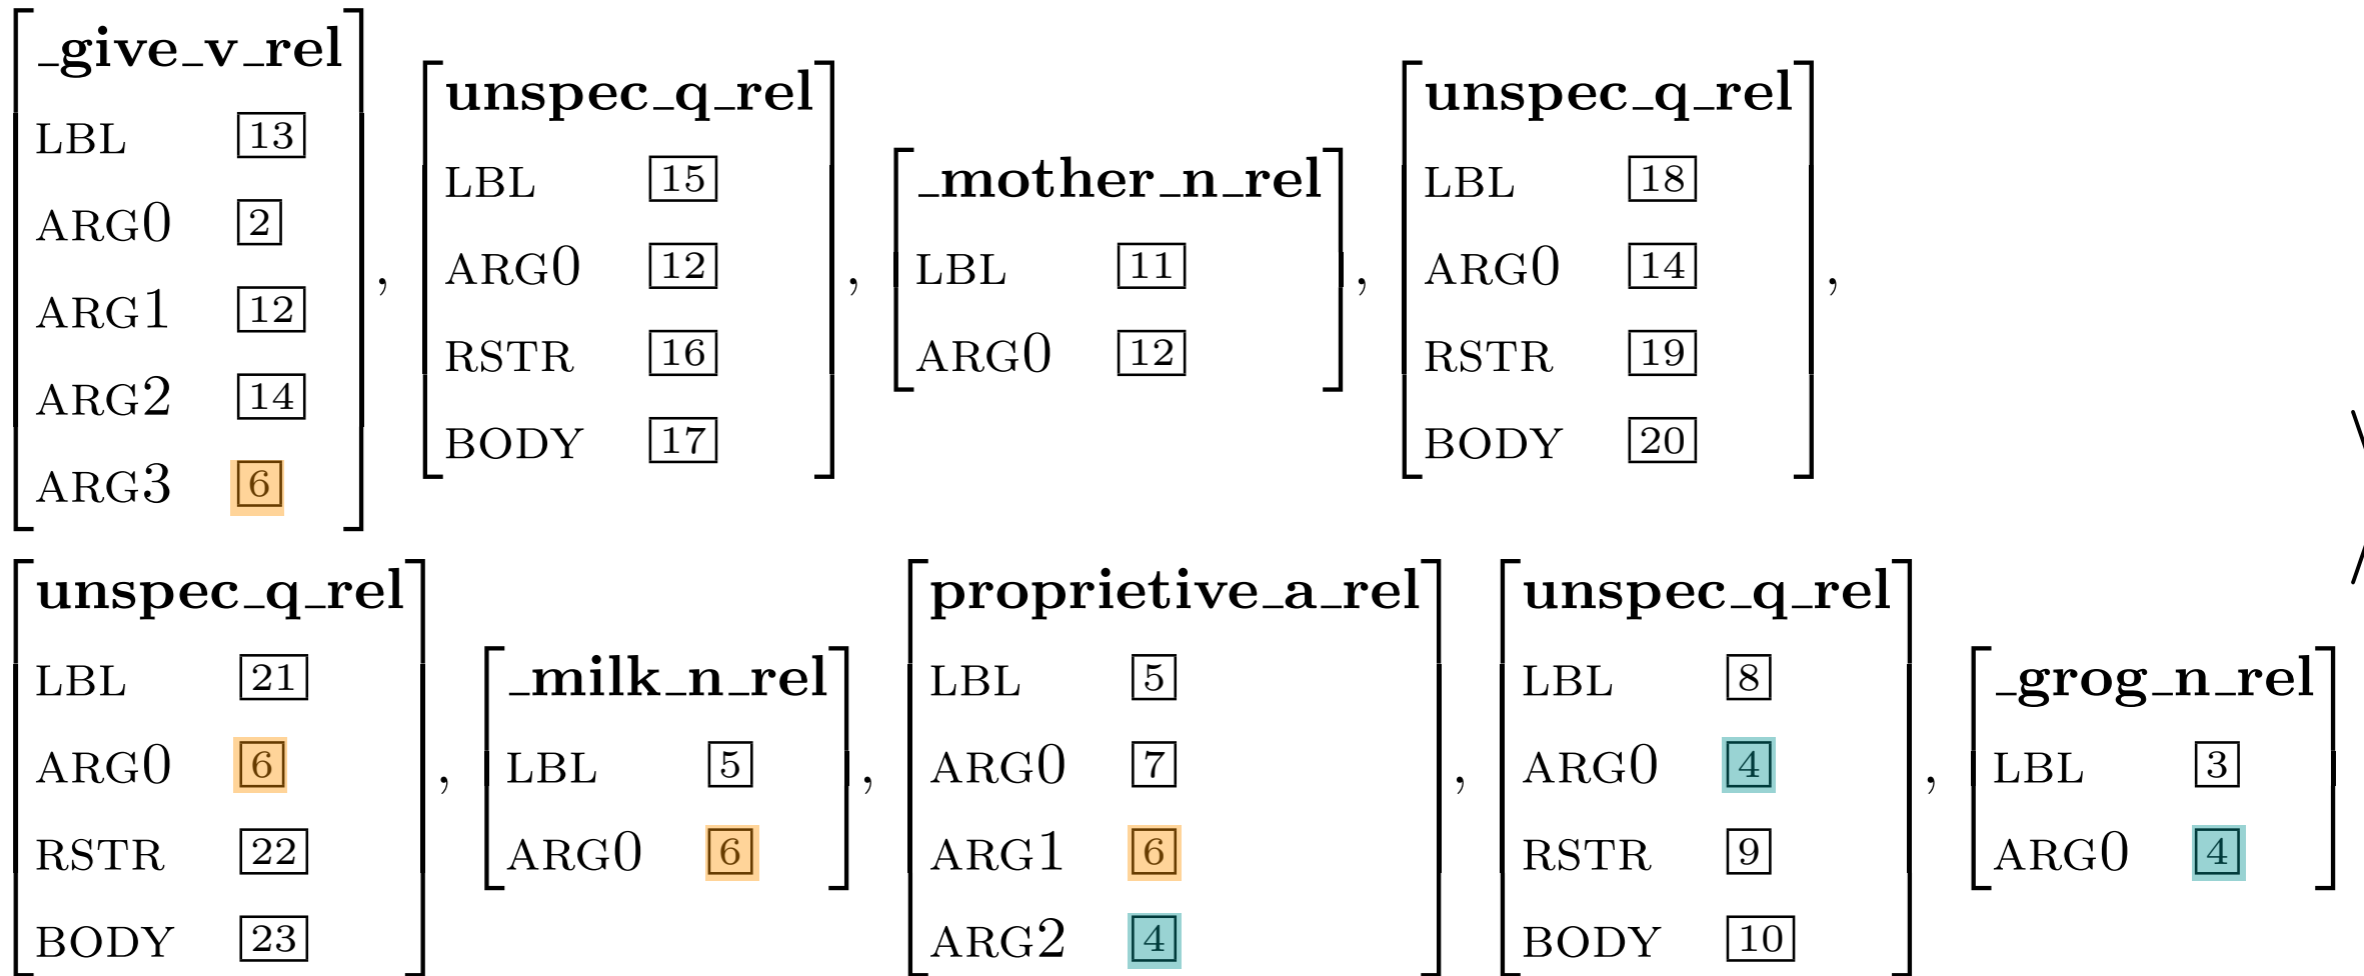 _give_v_rel
LBL 13
ARG0 2
ARG1 12
ARG2 14
ARG3 6
,
unspec_q_rel
LBL 15
ARG0 12
RSTR 16
BODY 17
,
_mother_n_rel
LBL 11
ARG0 12
,
unspec_q_rel
LBL 18
ARG0 14
RSTR 19
BODY 20
,
unspec_q_rel
LBL 21
ARG0 6
RSTR 22
BODY 23
,
_milk_n_rel
LBL 5
ARG0 6
,
proprietive_a_rel
LBL 5
ARG0 7
ARG1 6
ARG2 4
,
unspec_q_rel
LBL 8
ARG0 4
RSTR 9
BODY 10
,
_grog_n_rel
LBL 3
ARG0 4